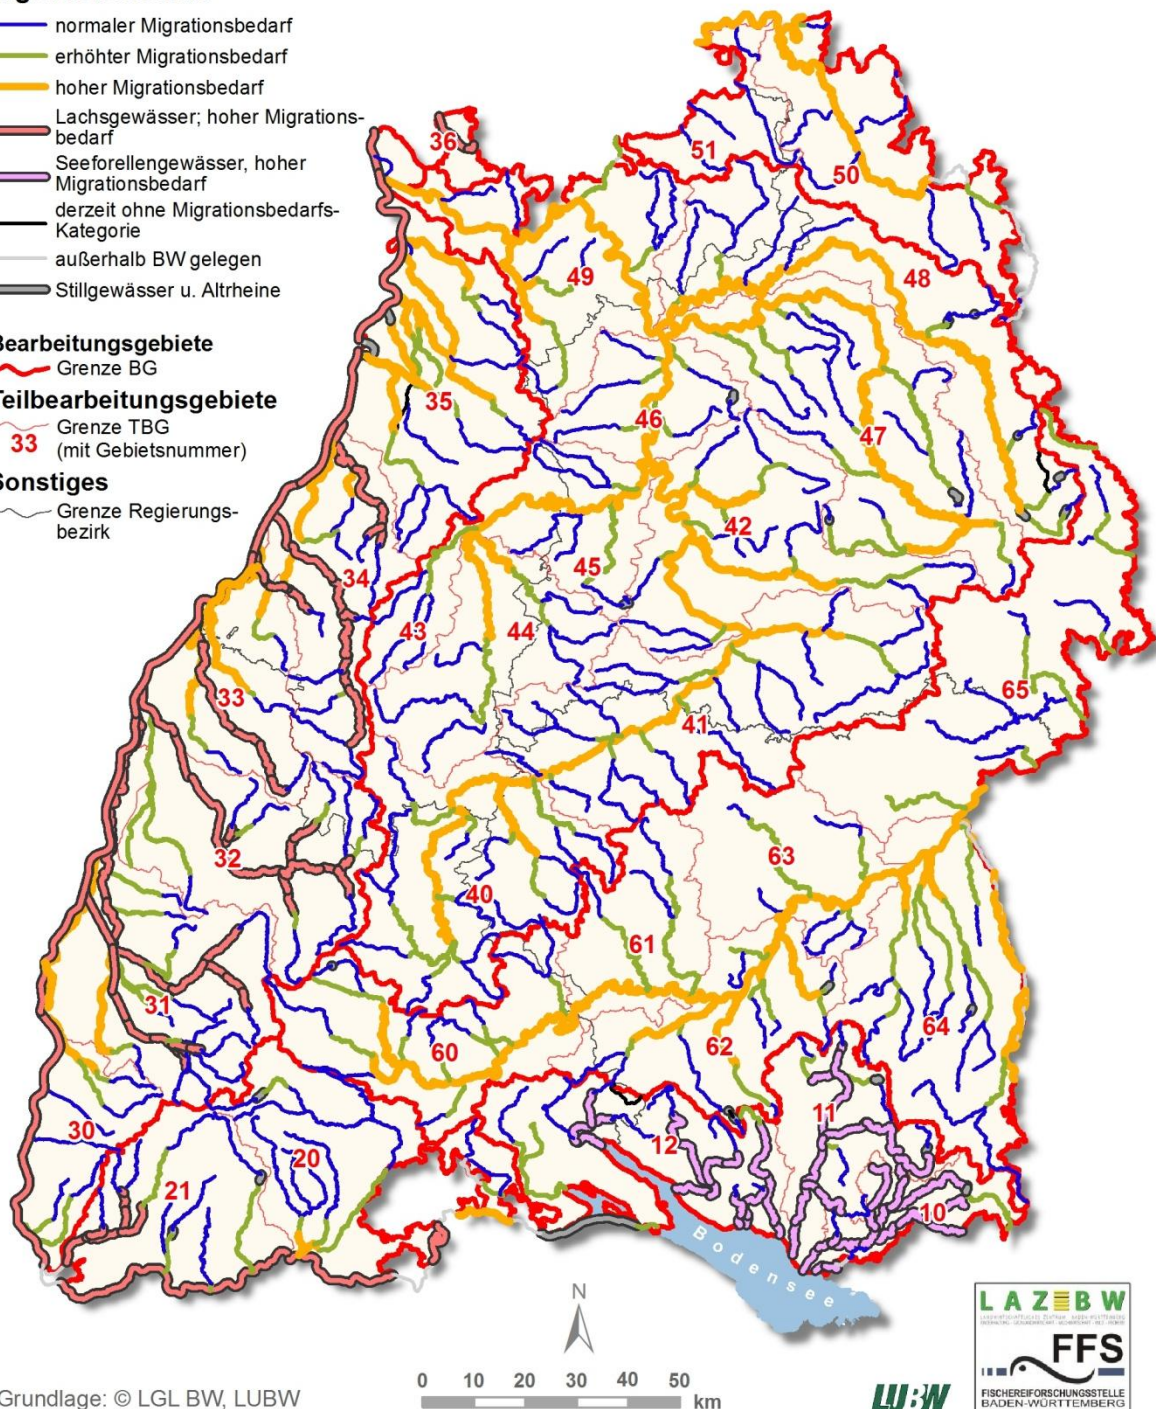 normaler Migrationsbedarf
erhöhter Migrationsbedarf
hoher Migrationsbedarf
Lachsgewässer; hoher Migrations-
bedarf
Seeforellengewässer, hoher
Migrationsbedarf
derzeit ohne Migrationsbedarfs-
Kategorie
außerhalb BW gelegen
Stillgewässer u. Altrheine
Bearbeitungsgebiete
Grenze BG
Teilbearbeitungsgebiete
Grenze TBG
33 (mit Gebietsnummer)
Sonstiges
Grenze Regierungs-
bezirk
36
51
50
49
48
35
46
47
42
45
34
43
44
33
41
65
32
63
40
61
31
64
60
62
11
30
12
20
21
10
Bodensee
N
0 10 20 30 40 50
km
Grundlage: © LGL BW, LUBW
LUBW
LAZBW
FFS
FISCHEREIFORSCHUNGSSTELLE
BADEN-WÜRTTEMBERG